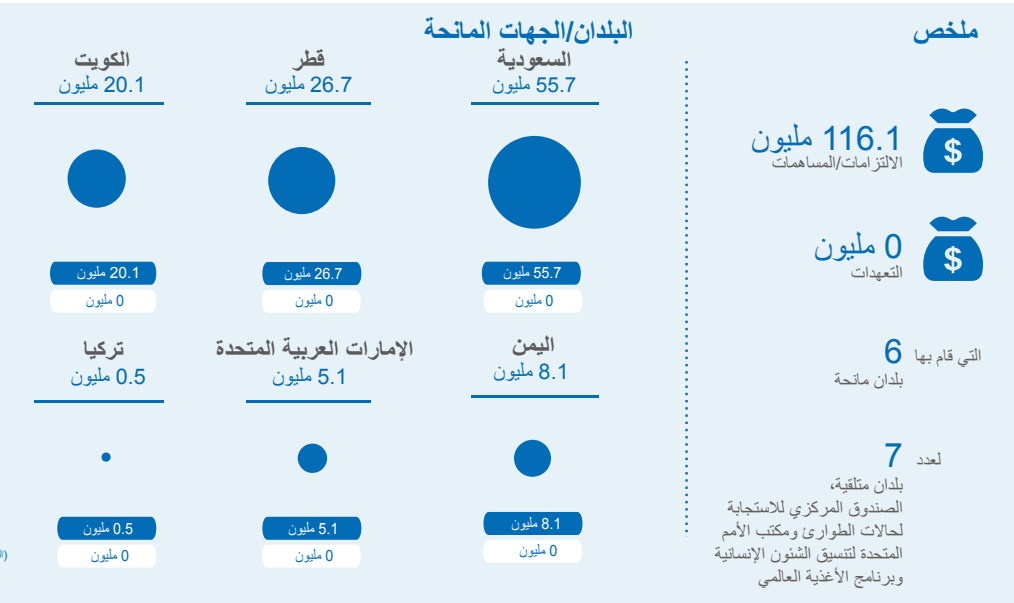 ملخص
116.1 مليون
الالتزامات/المساهمات
0 مليون
التعهدات
التي قام بها 6
بلدان مانحة
لعدد 7
بلدان متلقية،
الصندوق المركزي للاستجابة
لحالات الطوارئ ومكتب الأمم
المتحدة لتنسيق الشئون الإنسانية
وبرنامج الأغذية العالمي
البلدان/الجهات المانحة
السعودية
55.7 مليون
55.7 مليون
0 مليون
قطر
26.7 مليون
26.7 مليون
0 مليون
الكويت
20.1 مليون
20.1 مليون
0 مليون
اليمن
8.1 مليون
8.1 مليون
0 مليون
الإمارات العربية المتحدة
5.1 مليون
5.1 مليون
0 مليون
تركيا
0.5 مليون
0.5 مليون
0 مليون